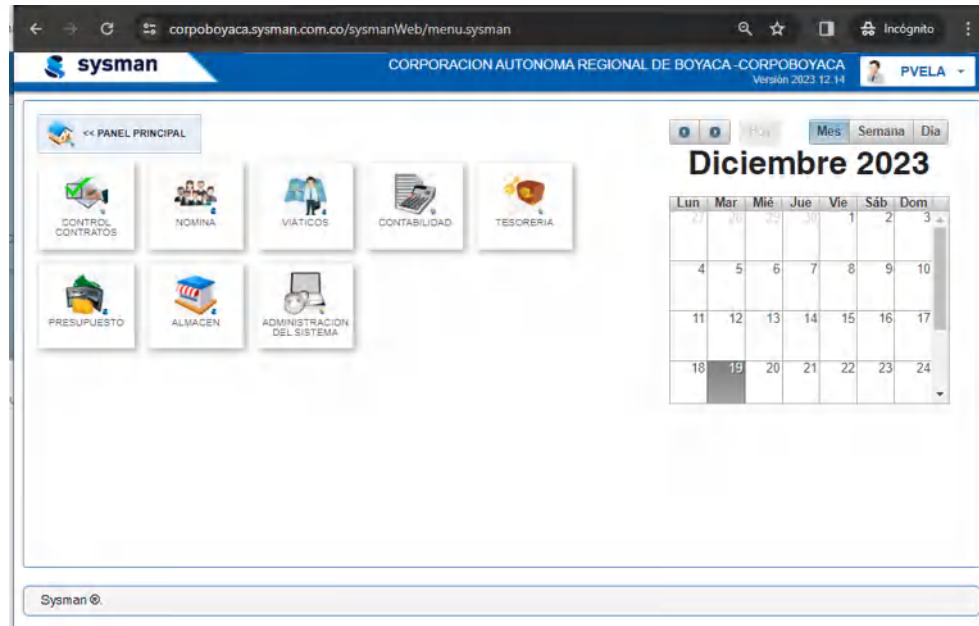 corpoboyaca.sysman.com.co/sysmanWeb/menu.sysman
Incógnito
sysman
CORPORACION AUTONOMA REGIONAL DE BOYACA -CORPOBOYACA
Versión 2023.12.14
PVELA
<< PANEL PRINCIPAL
Hoy
Mes Semana Día
Diciembre 2023
CONTROL CONTRATOS
NOMINA
VIATICOS
CONTABILIDAD
TESORERIA
PRESUPUESTO
ALMACEN
ADMINISTRACION DEL SISTEMA
Lun Mar Mié Jue Vie Sáb Dom
27 28 29 30 1 2 3
4 5 6 7 8 9 10
11 12 13 14 15 16 17
18 19 20 21 22 23 24
Sysman ®.